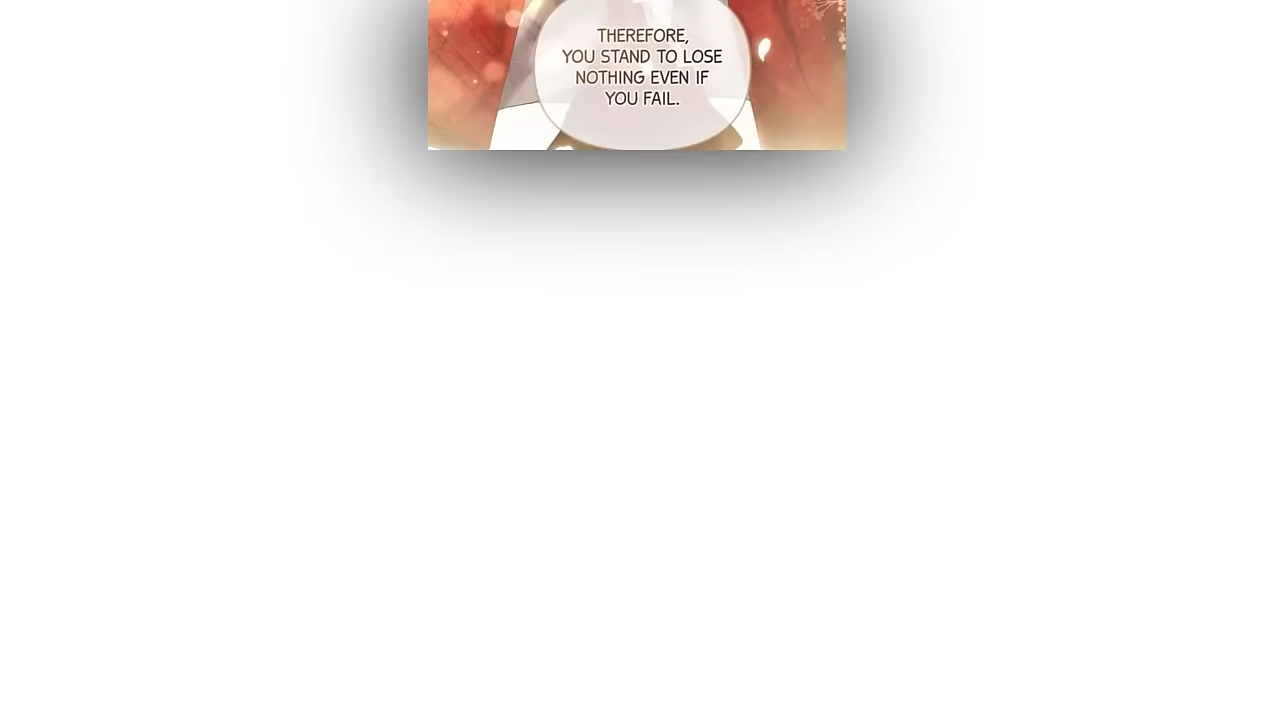 THEREFORE,
YOU STAND TO LOSE
NOTHING EVEN IF
YOU FAIL.